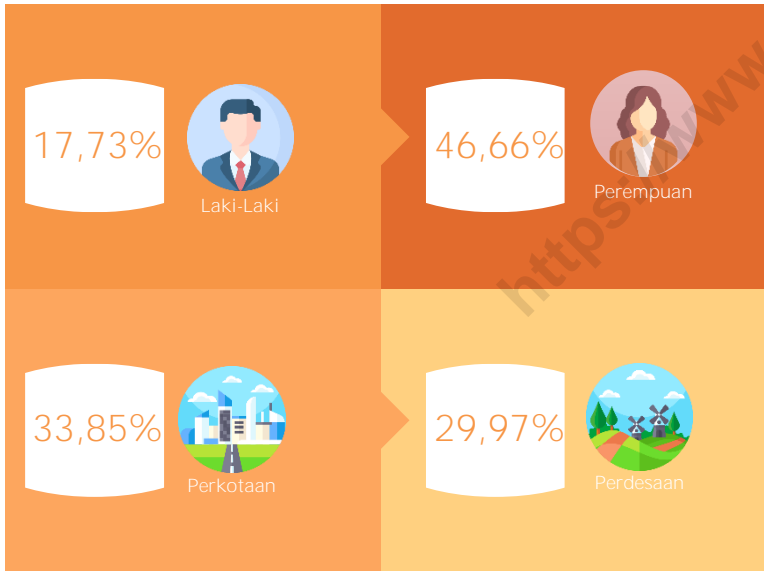 17,73%
Laki-Laki
46,66%
Perempuan
33,85%
Perkotaan
29,97%
Perdesaan
https://www